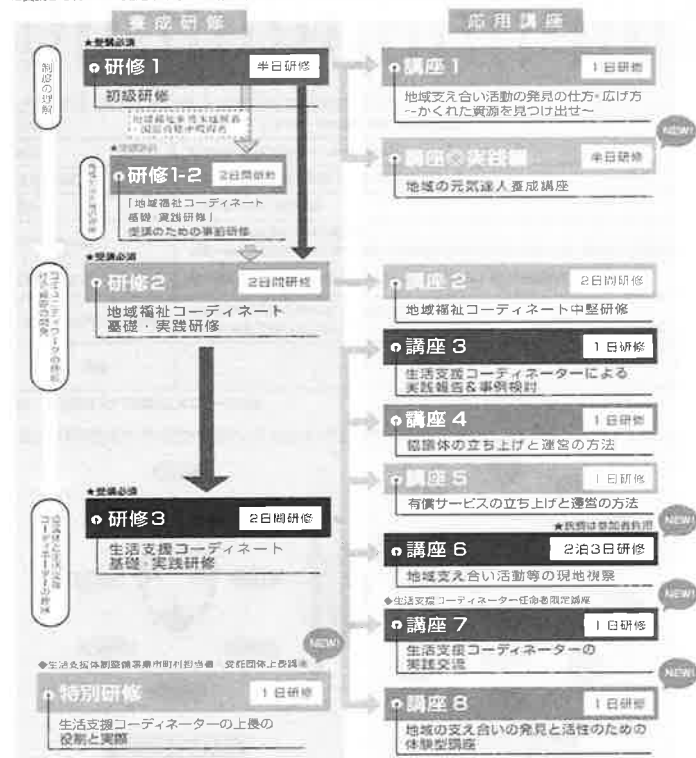 養成研修
★受講必須
研修1
半日研修
初級研修
制度の理解
★受講必須
研修1-2
2日間研修
「地域福祉コーディネート
基礎・実践研修」
受講のための事前研修
★受講必須
研修2
2日間研修
地域福祉コーディネート
基礎・実践研修
★受講必須
研修3
2日間研修
生活支援コーディネート
基礎・実践研修
NEW!
特別研修
1日研修
生活支援コーディネーターの上長の
役割と実際
応用講座
講座1
1日研修
地域支え合い活動の発見の仕方・広げ方
～かくれた資源を見つけ出せ～
NEW!
半日研修
地域の元気達人養成講座
講座2
2日間研修
地域福祉コーディネート中堅研修
講座3
1日研修
生活支援コーディネーターによる
実践報告&事例検討
講座4
1日研修
協議体の立ち上げと運営の方法
講座5
1日研修
有償サービスの立ち上げと運営の方法
NEW!
★旅費は参加者負担
講座6
2泊3日研修
地域支え合い活動等の現地視察
NEW!
◆生活支援コーディネーター任命者限定講座
講座7
1日研修
生活支援コーディネーターの
実践交流
NEW!
講座8
1日研修
地域の支え合いの発見と活性のための
体験型講座